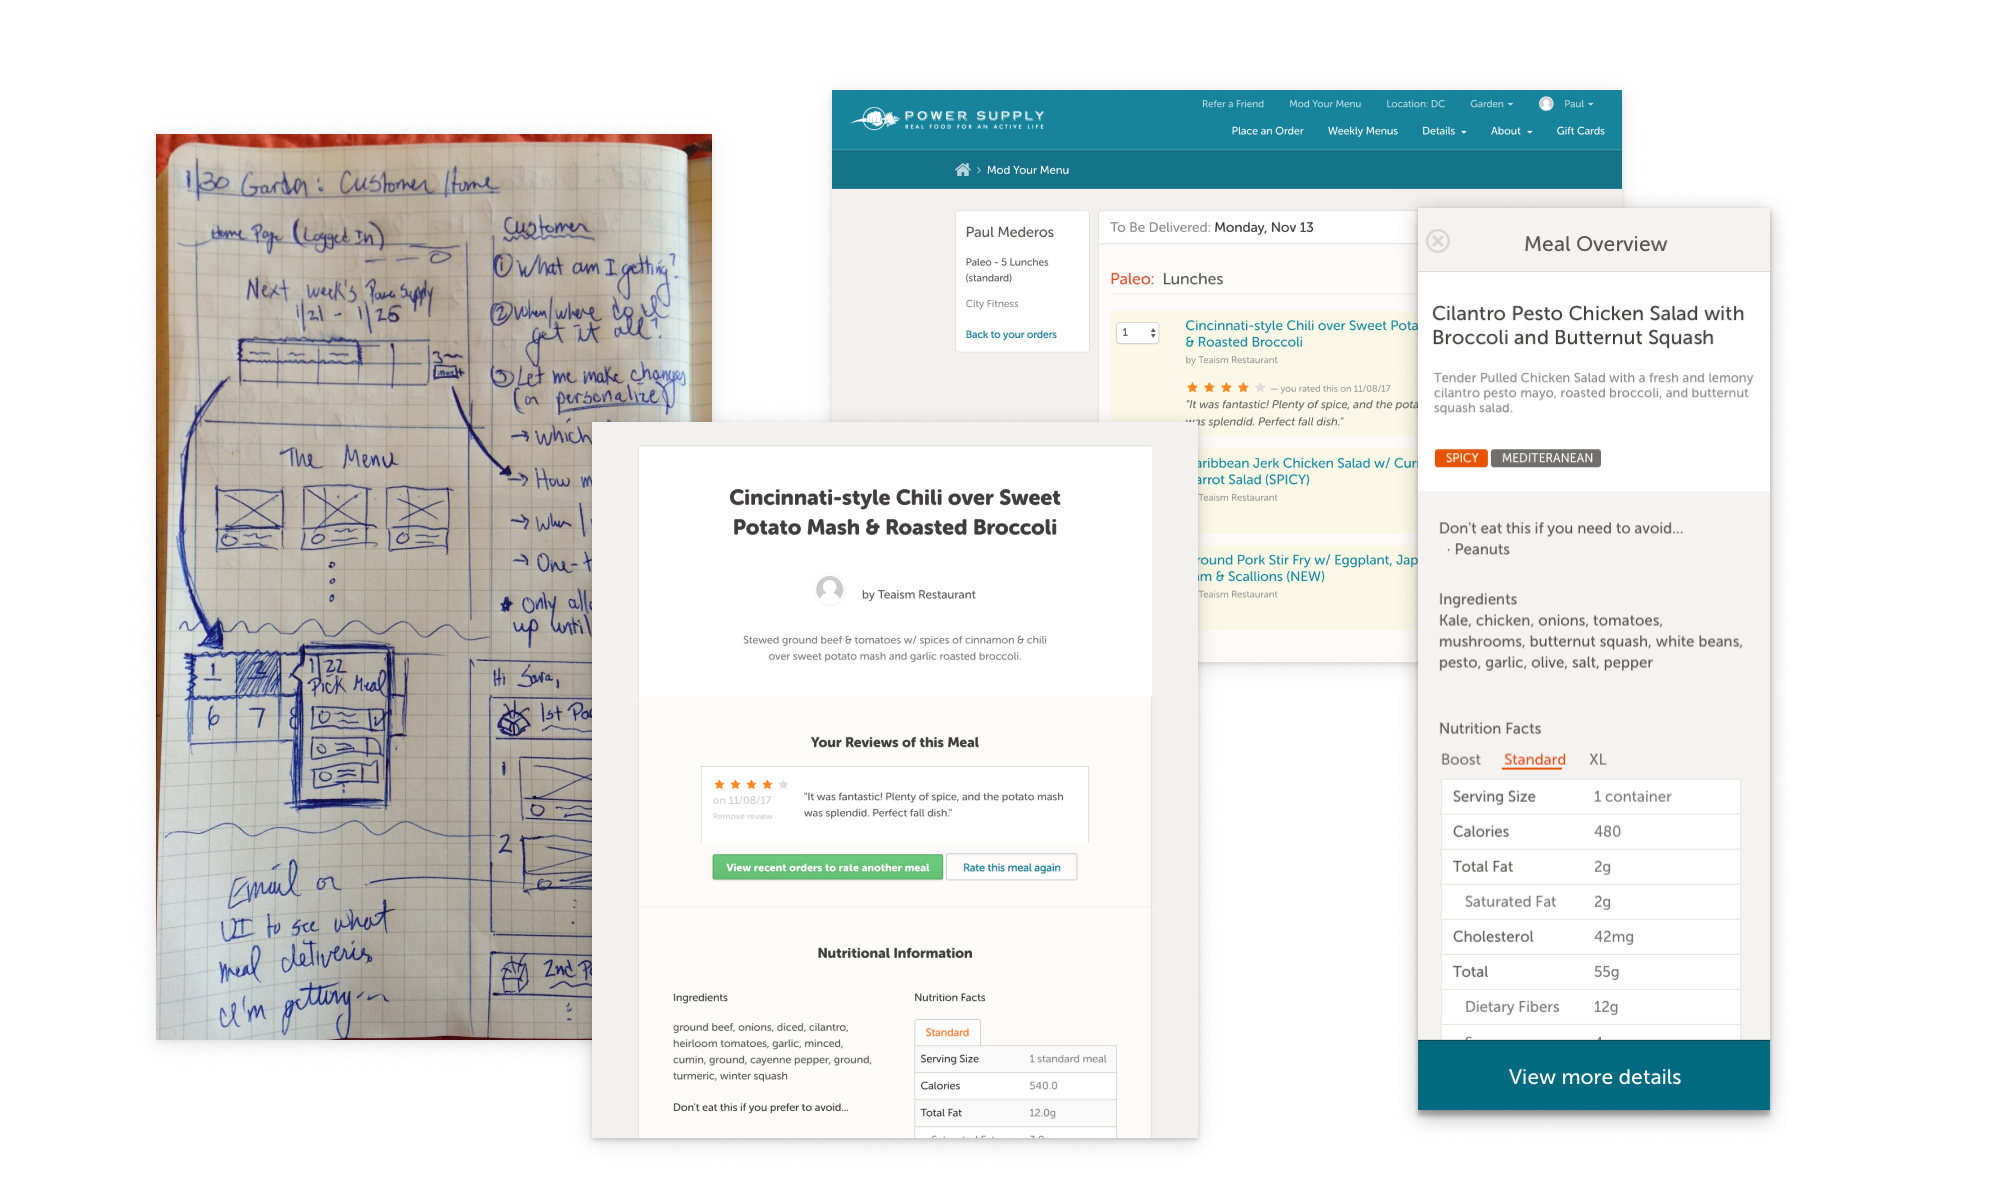 1/30 Garden: Customer Home
Home Page (Logged In)
Next week's Power Supply
1/21 - 1/25
3
The Menu
1 2
6 7 8
1/22
Pick Meal
Email or
UI to see what
meal deliveries
I'm getting...
Customer
① What am I getting?
② When/where do I
get it all?
③ Let me make changes
(or personalize)
→ which
→ How m
→ When /
→ One-t
★ Only all
up until
Hi Sara,
1st Pa
1
2
2nd P
POWER SUPPLY
REAL FOOD FOR AN ACTIVE LIFE
Refer a Friend Mod Your Menu Location: DC Garden Paul
Place an Order Weekly Menus Details About Gift Cards
Mod Your Menu
Paul Mederos
Paleo - 5 Lunches
(standard)
City Fitness
Back to your orders
To Be Delivered: Monday, Nov 13
Paleo: Lunches
1
Cincinnati-style Chili over Sweet Pota
& Roasted Broccoli
by Teaism Restaurant
— you rated this on 11/08/17
"It was fantastic! Plenty of spice, and the pota
was splendid. Perfect fall dish."
aribbean Jerk Chicken Salad w/ Curr
arrot Salad (SPICY)
Teaism Restaurant
round Pork Stir Fry w/ Eggplant, Jap
m & Scallions (NEW)
Teaism Restaurant
Cincinnati-style Chili over Sweet
Potato Mash & Roasted Broccoli
by Teaism Restaurant
Stewed ground beef & tomatoes w/ spices of cinnamon & chili
over sweet potato mash and garlic roasted broccoli.
Your Reviews of this Meal
on 11/08/17
Remove review
"It was fantastic! Plenty of spice, and the potato mash
was splendid. Perfect fall dish."
View recent orders to rate another meal
Rate this meal again
Nutritional Information
Ingredients
ground beef, onions, diced, cilantro,
heirloom tomatoes, garlic, minced,
cumin, ground, cayenne pepper, ground,
turmeric, winter squash
Don't eat this if you prefer to avoid...
Nutrition Facts
Standard
Serving Size 1 standard meal
Calories 540.0
Total Fat 12.0g
Meal Overview
Cilantro Pesto Chicken Salad with
Broccoli and Butternut Squash
Tender Pulled Chicken Salad with a fresh and lemony
cilantro pesto mayo, roasted broccoli, and butternut
squash salad.
SPICY MEDITERANEAN
Don't eat this if you need to avoid...
· Peanuts
Ingredients
Kale, chicken, onions, tomatoes,
mushrooms, butternut squash, white beans,
pesto, garlic, olive, salt, pepper
Nutrition Facts
Boost Standard XL
Serving Size 1 container
Calories 480
Total Fat 2g
Saturated Fat 2g
Cholesterol 42mg
Total 55g
Dietary Fibers 12g
View more details